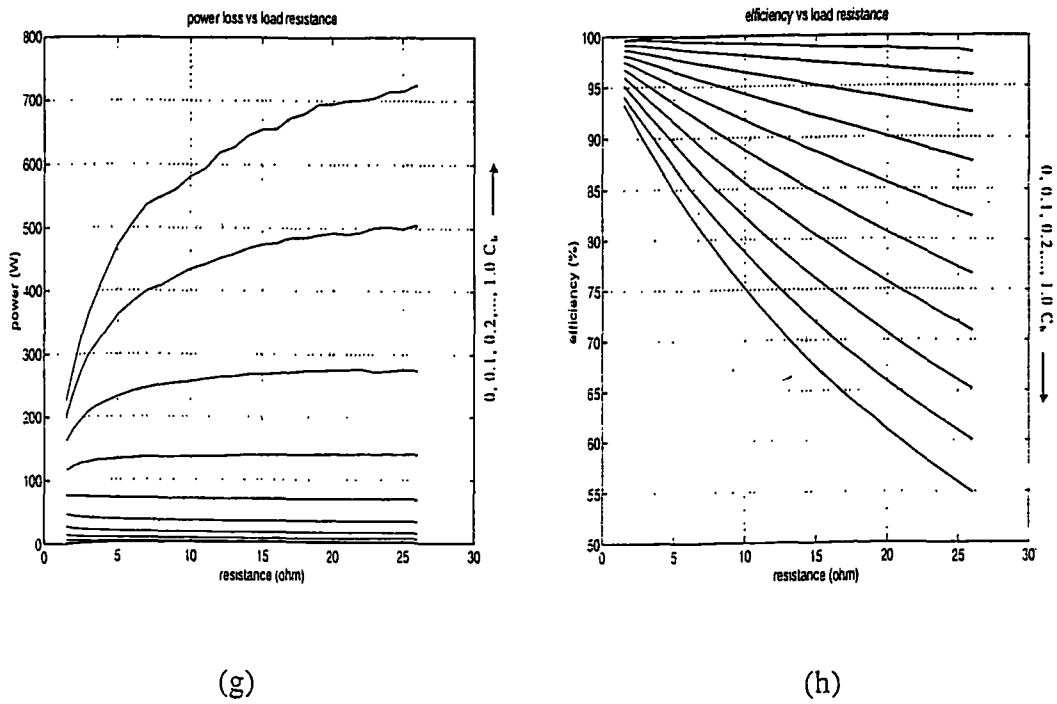 power loss vs load resistance
800
700
600
500
400
300
200
100
0
power (W)
0 5 10 15 20 25 30
resistance (ohm)
0, 0.1, 0.2,..., 1.0 Cb
(g)
efficiency vs load resistance
100
95
90
85
80
75
70
65
60
55
50
efficiency (%)
0 5 10 15 20 25 30
resistance (ohm)
0, 0.1, 0.2,..., 1.0 Cb
(h)